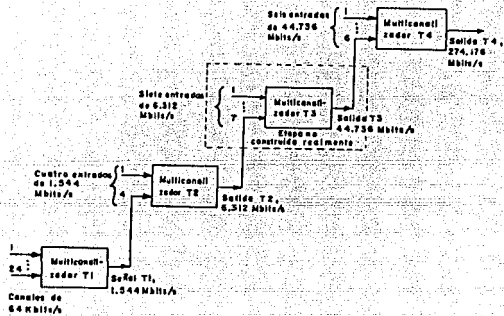 Seis entradas
de 44.736
Mbits/s
1
6
Multicanali
zador T4
Salida T4,
274.176
Mbits/s
Siete entradas
de 6.312
Mbits/s
1
7
Multicanali-
zador T3
Etapa no
construida realmente
Salida T3
44.736 Mbits/s
Cuatro entradas
de 1.544
Mbits/s
1
4
Multicanali
zador T2
Salida T2,
6.312 Mbits/s
1
24
Multicanali-
zador T1
Señal T1,
1.544 Mbits/s
Canales de
64 Kbits/s